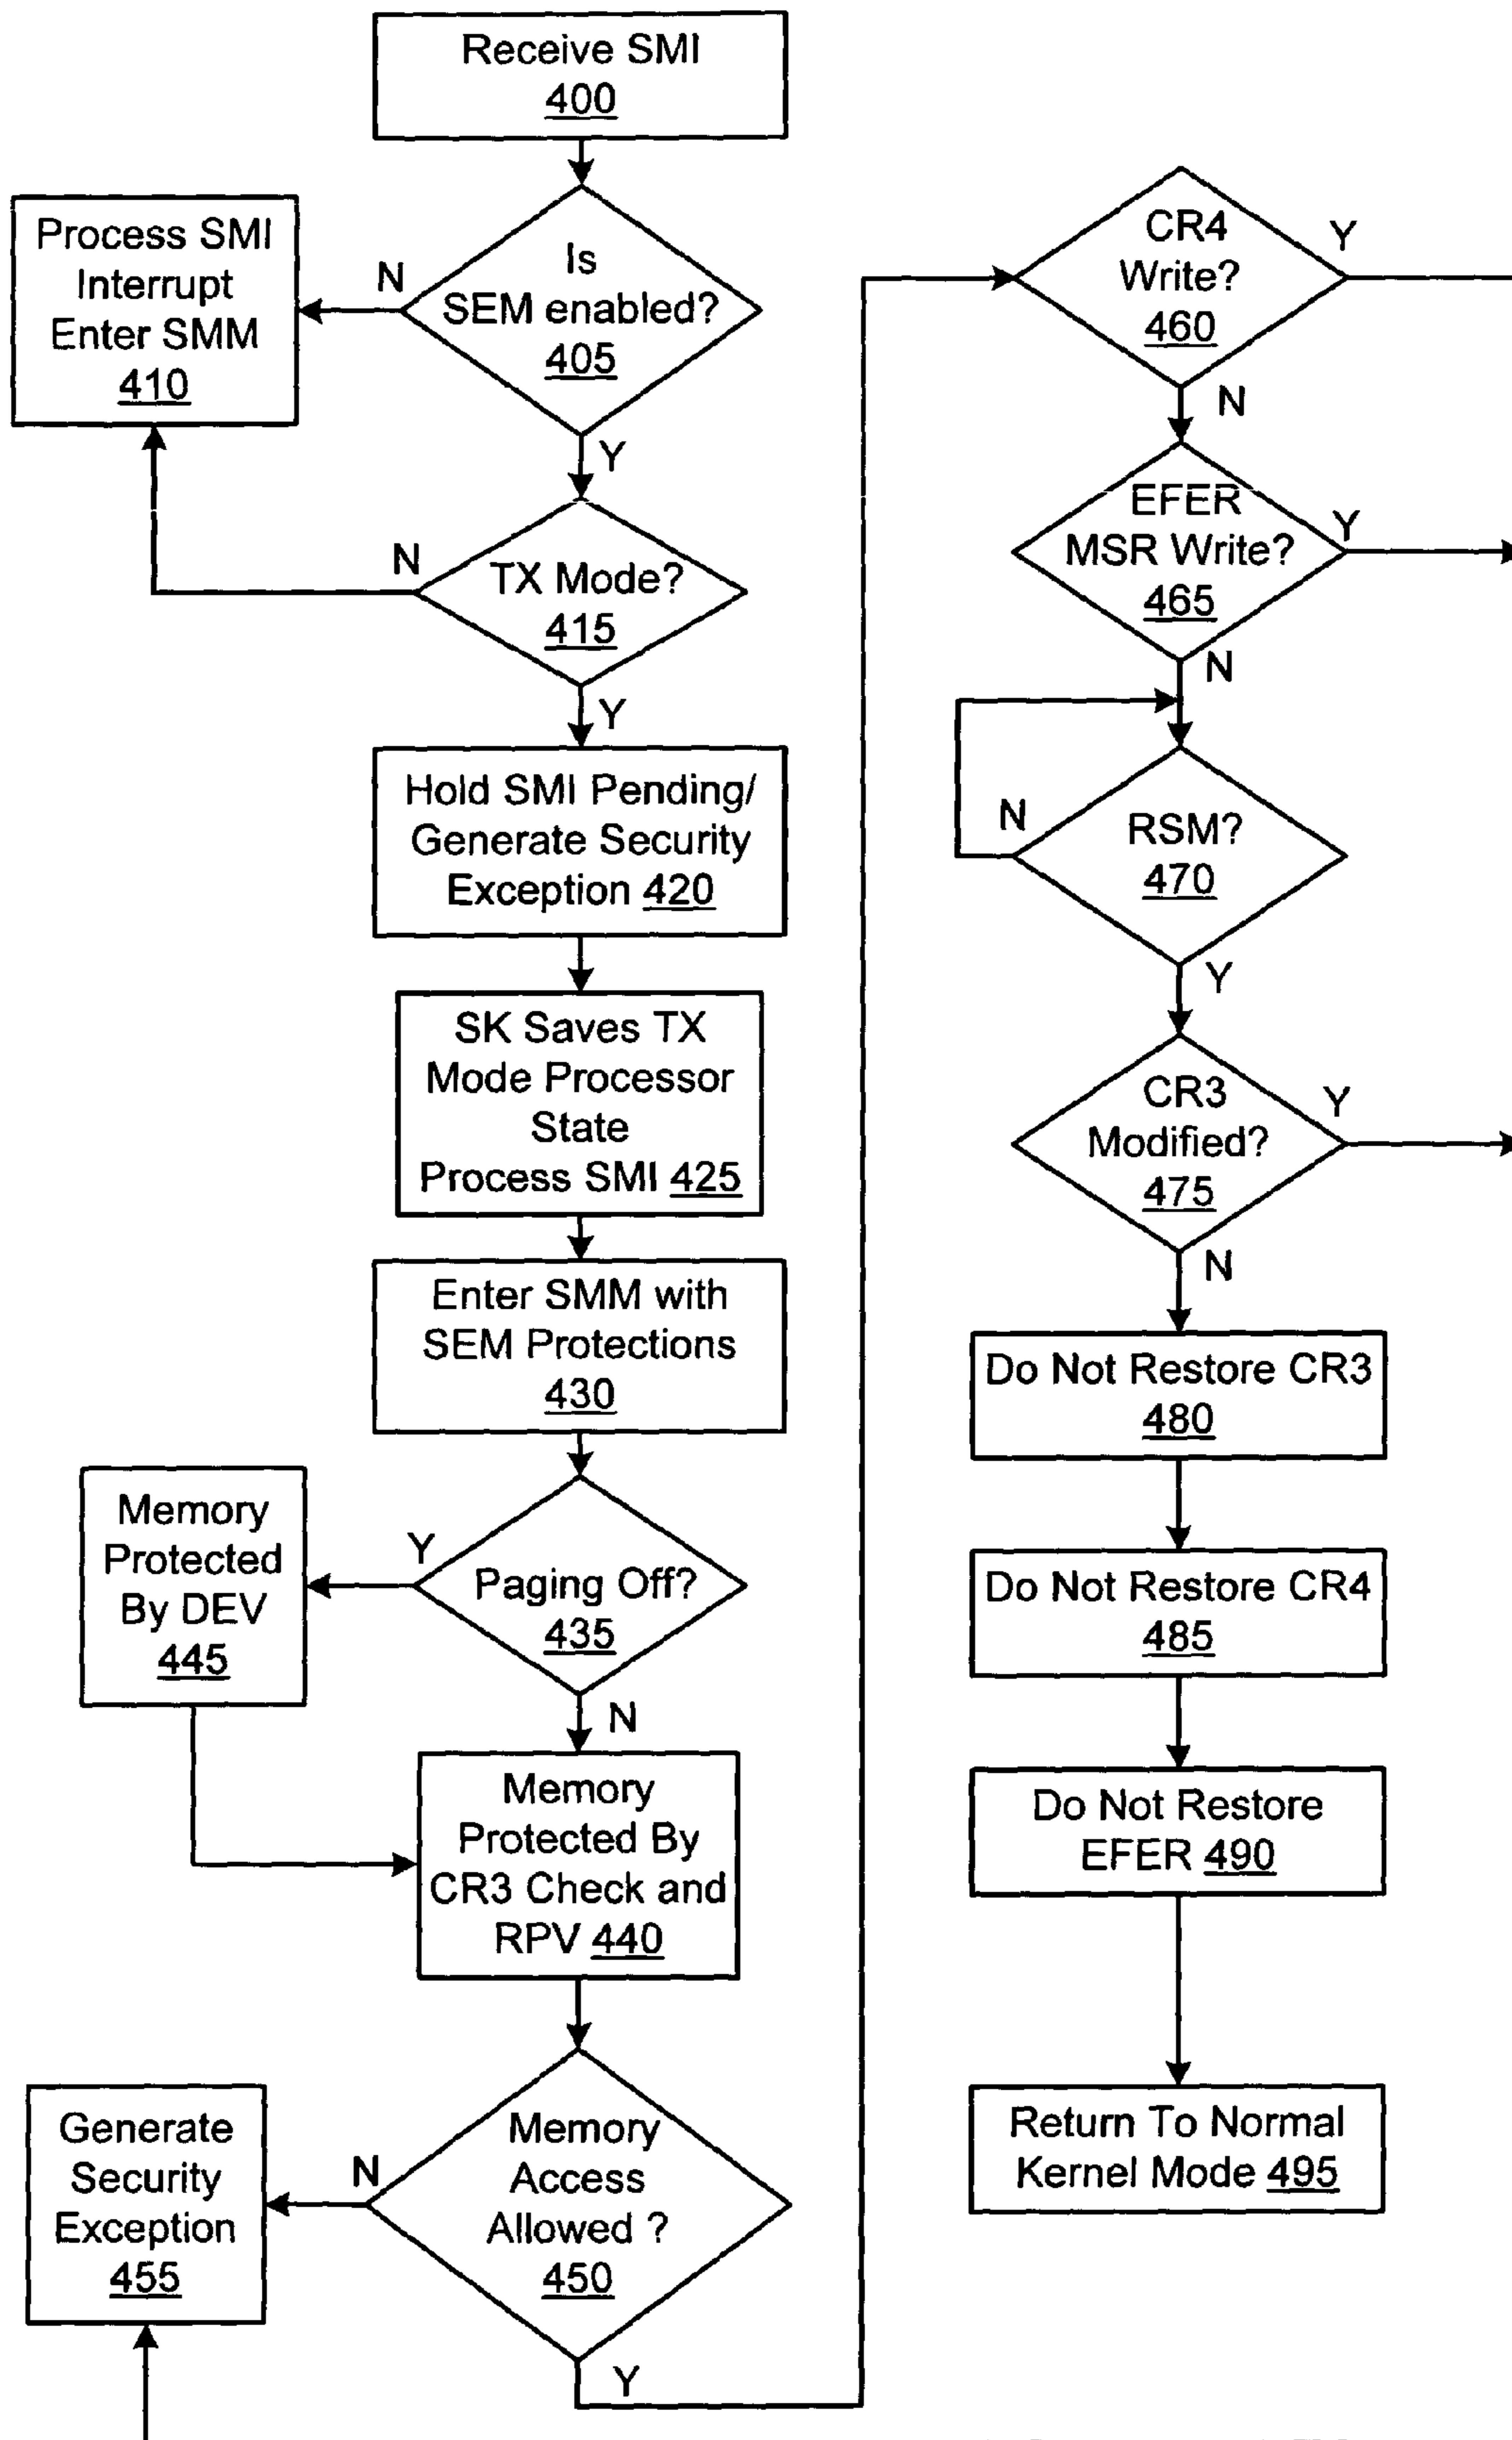 Receive SMI
400
Is
SEM enabled?
405
N
Y
Process SMI
Interrupt
Enter SMM
410
TX Mode?
415
N
Y
Hold SMI Pending/
Generate Security
Exception 420
SK Saves TX
Mode Processor
State
Process SMI 425
Enter SMM with
SEM Protections
430
Paging Off?
435
Y
N
Memory
Protected
By DEV
445
Memory
Protected By
CR3 Check and
RPV 440
Memory
Access
Allowed ?
450
N
Y
Generate
Security
Exception
455
CR4
Write?
460
Y
N
EFER
MSR Write?
465
Y
N
RSM?
470
N
Y
CR3
Modified?
475
Y
N
Do Not Restore CR3
480
Do Not Restore CR4
485
Do Not Restore
EFER 490
Return To Normal
Kernel Mode 495